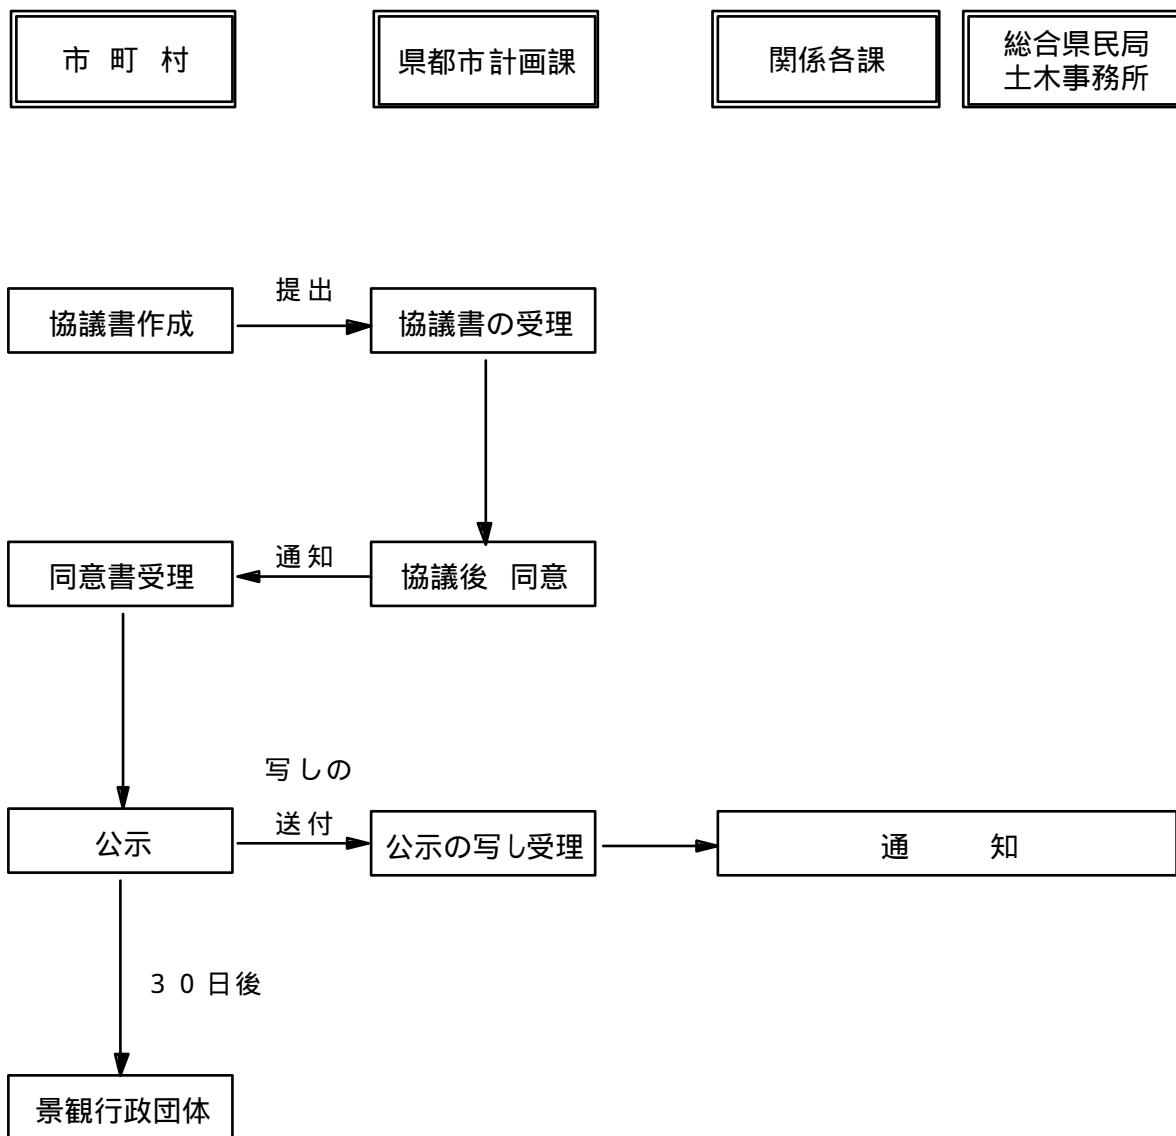 市 町 村
県都市計画課
関係各課
総合県民局
土木事務所
提出
協議書作成
協議書の受理
通知
同意書受理
協議後 同意
写しの
送付
公示
公示の写し受理
通 知
３０日後
景観行政団体